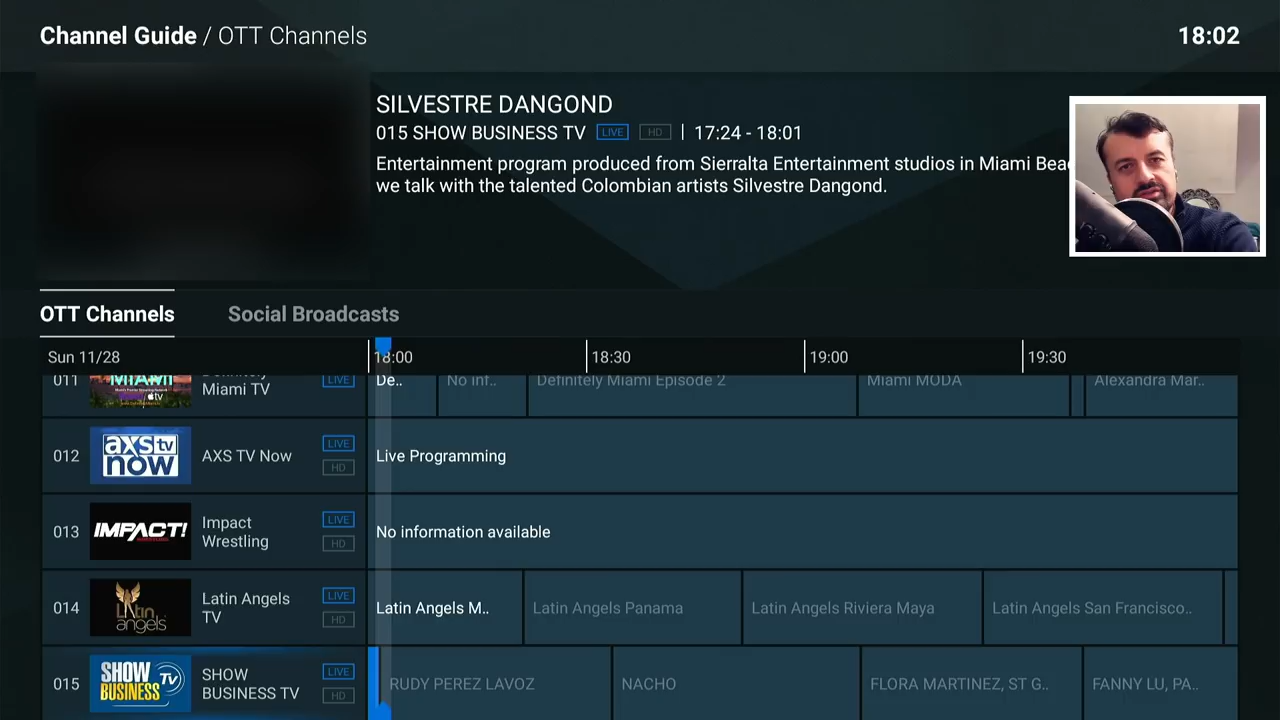 Channel Guide / OTT Channels
18:02
SILVESTRE DANGOND
015 SHOW BUSINESS TV LIVE HD | 17:24 - 18:01
Entertainment program produced from Sierralta Entertainment studios in Miami
we talk with the talented Colombian artists Silvestre Dangond.
OTT Channels
Social Broadcasts
Sun 11/28
18:00
18:30
19:00
19:30
011
MIAMI
tv
Definitely
Miami TV
LIVE
De..
No inf..
Definitely Miami Episode 2
Miami MODA
Alexandra Mar..
012
axs tv
now
AXS TV Now
LIVE
HD
Live Programming
013
IMPACT!
Impact
Wrestling
LIVE
HD
No information available
014
Latin
angels
Latin Angels
TV
LIVE
HD
Latin Angels M..
Latin Angels Panama
Latin Angels Riviera Maya
Latin Angels San Francisco..
015
SHOW
BUSINESS
TV
SHOW
BUSINESS TV
LIVE
HD
RUDY PEREZ LAVOZ
NACHO
FLORA MARTINEZ, ST G..
FANNY LU, PA..